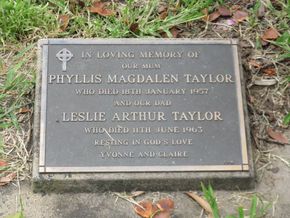 IN LOVING MEMORY OF
OUR MUM
PHYLLIS MAGDALEN TAYLOR
WHO DIED 18TH JANUARY 1957
AND OUR DAD
LESLIE ARTHUR TAYLOR
WHO DIED 11TH JUNE 1963
RESTING IN GOD'S LOVE
YVONNE AND CLAIRE